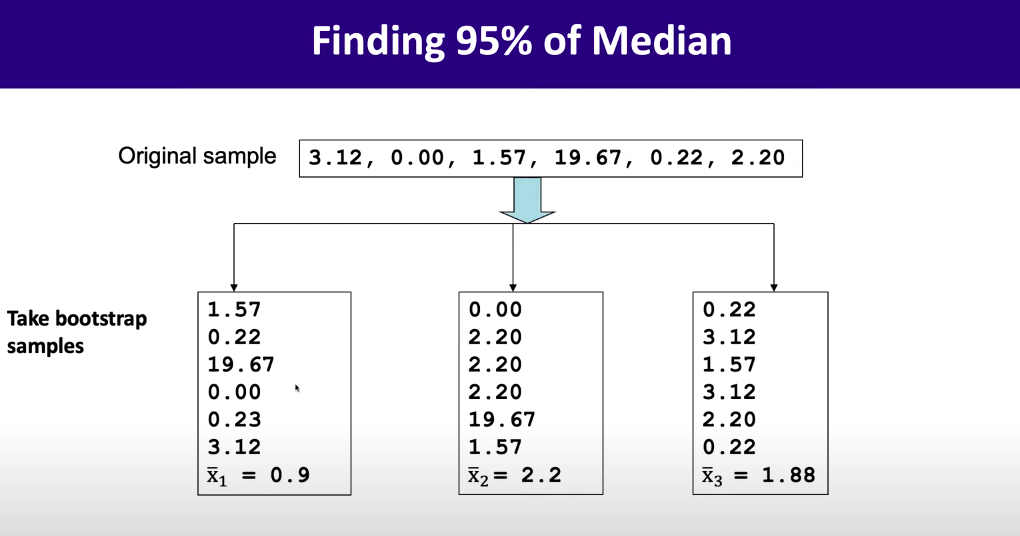 Finding 95% of Median
Original sample
3.12, 0.00, 1.57, 19.67, 0.22, 2.20
Take bootstrap
samples
1.57
0.22
19.67
0.00
0.23
3.12
x̅₁ = 0.9
0.00
2.20
2.20
2.20
19.67
1.57
x̅₂= 2.2
0.22
3.12
1.57
3.12
2.20
0.22
x̅₃ = 1.88